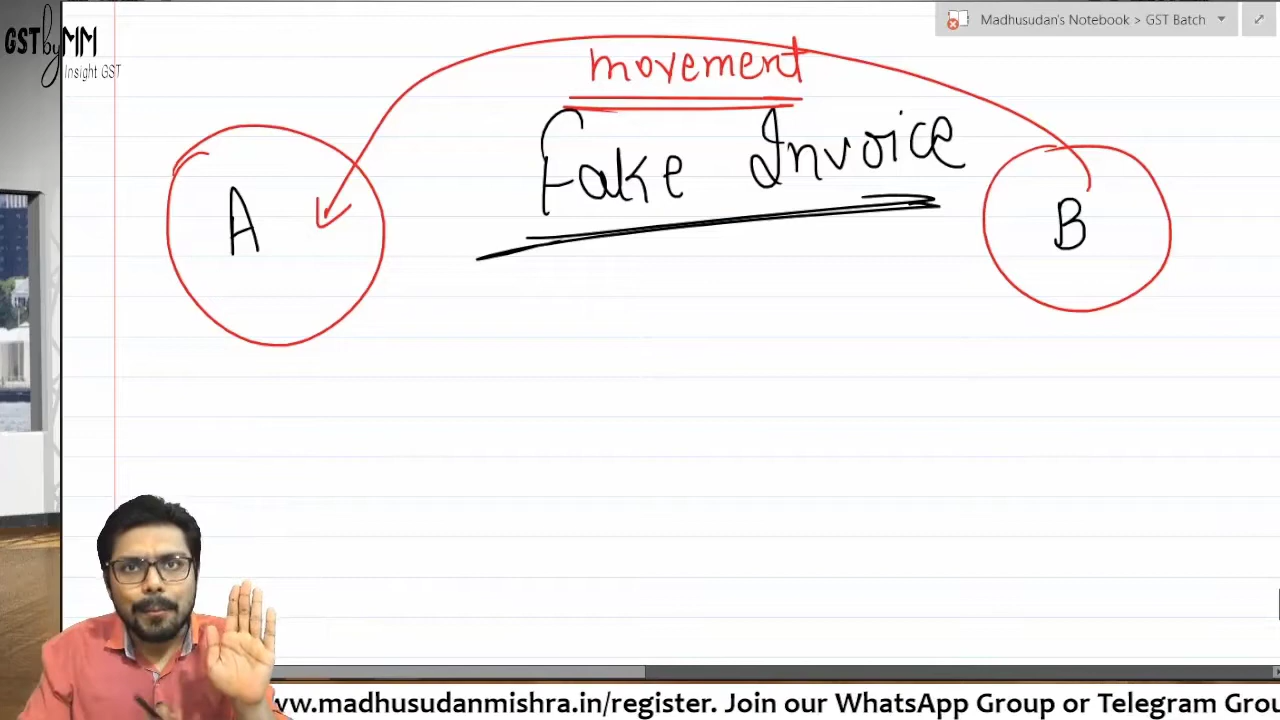 GST by MM
Insight GST
Madhusudan's Notebook > GST Batch
movement
Fake Invoice
A
B
ww.madhusudanmishra.in/register. Join our WhatsApp Group or Telegram Grou